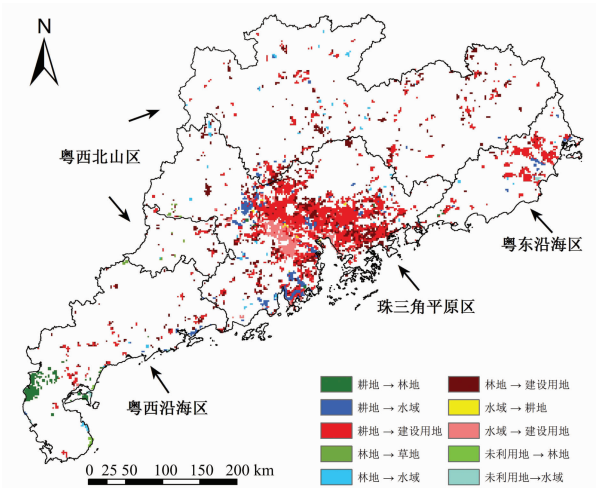 N
粤西北山区
粤东沿海区
珠三角平原区
粤西沿海区
耕地→林地
林地→建设用地
耕地→水域
水域→耕地
耕地→建设用地
水域→建设用地
林地→草地
未利用地→林地
林地→水域
未利用地→水域
0 25 50 100 150 200 km